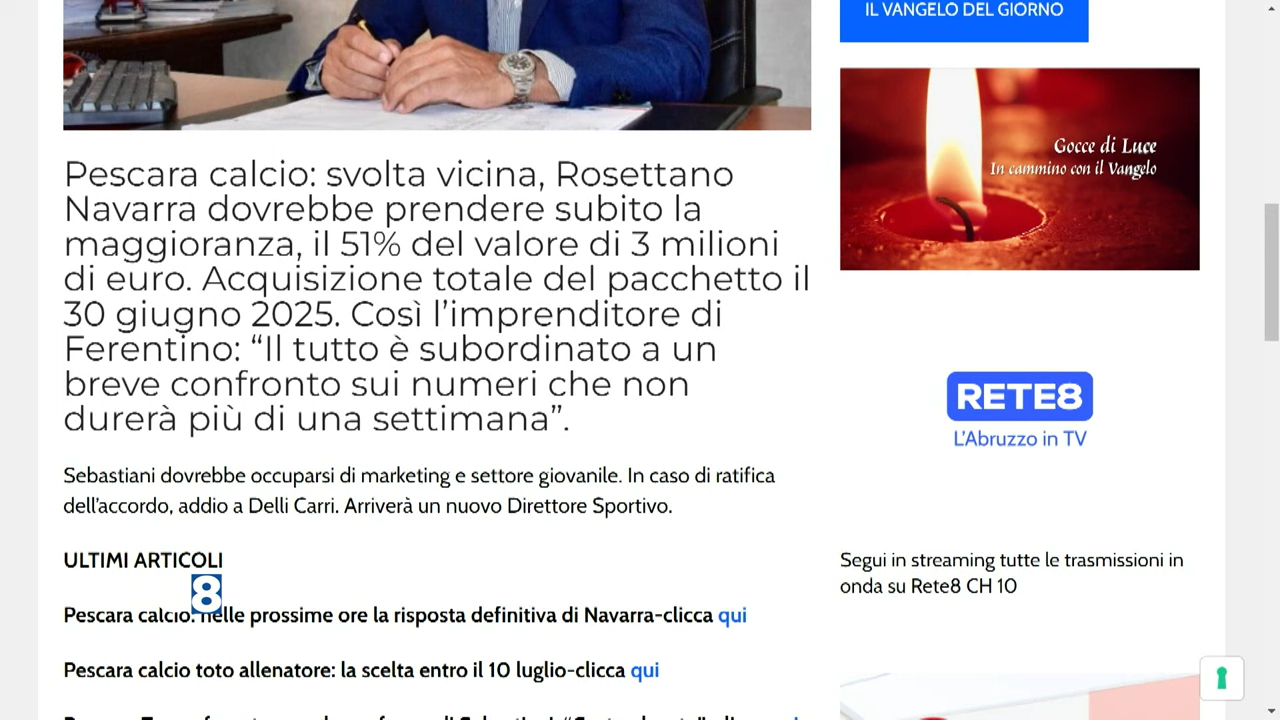 IL VANGELO DEL GIORNO
Gocce di Luce
In cammino con il Vangelo
Pescara calcio: svolta vicina, Rosettano
Navarra dovrebbe prendere subito la
maggioranza, il 51% del valore di 3 milioni
di euro. Acquisizione totale del pacchetto il
30 giugno 2025. Così l’imprenditore di
Ferentino: “Il tutto è subordinato a un
breve confronto sui numeri che non
durerà più di una settimana”.
RETE8
L'Abruzzo in TV
Sebastiani dovrebbe occuparsi di marketing e settore giovanile. In caso di ratifica
dell’accordo, addio a Delli Carri. Arriverà un nuovo Direttore Sportivo.
ULTIMI ARTICOLI
8
Pescara calcio: nelle prossime ore la risposta definitiva di Navarra-clicca qui
Pescara calcio toto allenatore: la scelta entro il 10 luglio-clicca qui
Segui in streaming tutte le trasmissioni in
onda su Rete8 CH 10